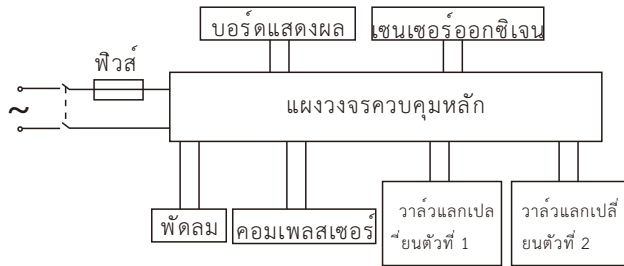 บอร์ดแสดงผล
เซนเซอร์ออกซิเจน
ฟิวส์
~
แผงวงจรควบคุมหลัก
พัดลม
คอมเพลสเซอร์
วาล์วแลกเปล
ี่ยนตัวที่ 1
วาล์วแลกเปลี่
ยนตัวที่ 2